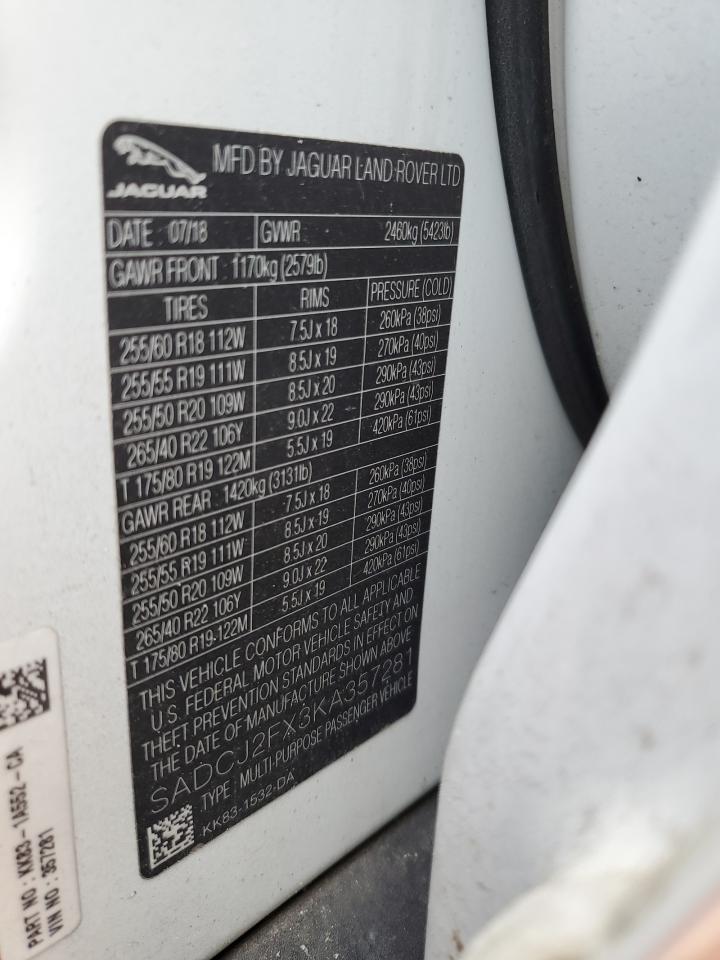 JAGUAR
MFD BY JAGUAR LAND ROVER LTD
DATE 07/18 GVWR 2460kg (5423lb)
GAWR FRONT : 1170kg (2579lb)
TIRES RIMS PRESSURE (COLD)
255/60 R18 112W 7.5J x 18 260kPa (38psi)
255/55 R19 111W 8.5J x 19 270kPa (40psi)
255/50 R20 109W 8.5J x 20 290kPa (43psi)
265/40 R22 106Y 9.0J x 22 290kPa (43psi)
T 175/80 R19 122M 5.5J x 19 420kPa (61psi)
GAWR REAR : 1420kg (3131lb)
255/60 R18 112W 7.5J x 18 260kPa (38psi)
255/55 R19 111W 8.5J x 19 270kPa (40psi)
255/50 R20 109W 8.5J x 20 290kPa (43psi)
265/40 R22 106Y 9.0J x 22 290kPa (43psi)
T 175/80 R19 122M 5.5J x 19 420kPa (61psi)
THIS VEHICLE CONFORMS TO ALL APPLICABLE
U.S. FEDERAL MOTOR VEHICLE SAFETY AND
THEFT PREVENTION STANDARDS IN EFFECT ON
THE DATE OF MANUFACTURE SHOWN ABOVE
SADCJ2FX3KA357281
TYPE : MULTI-PURPOSE PASSENGER VEHICLE
KK83-1532-DA
PART NO : KK83 - 1A552 - CA
VIN NO : 357281